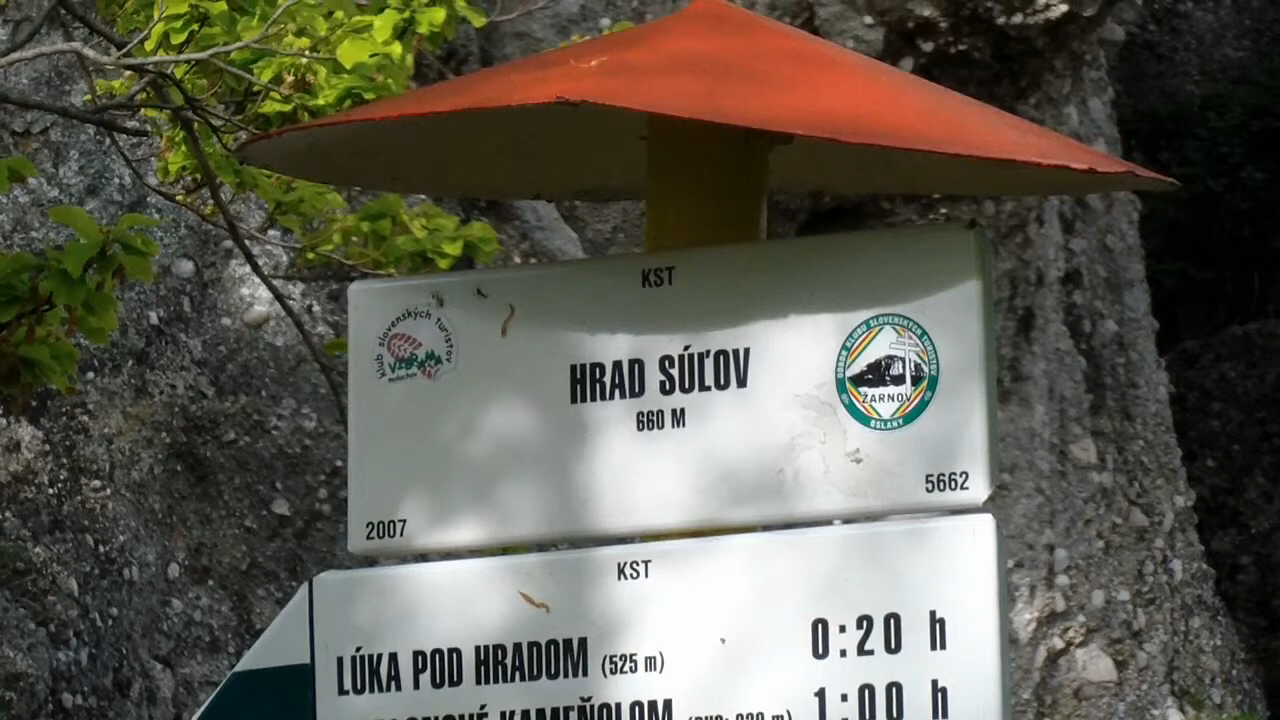 KST
klub slovenských turistov
HRAD SÚĽOV
660 M
ODBOR KLUBU SLOVENSKÝCH TURISTOV
ŽARNOV
OSLANY
5662
2007
KST
LÚKA POD HRADOM (525 m) 0:20 h
KAMEŇOLOM 1:00 h